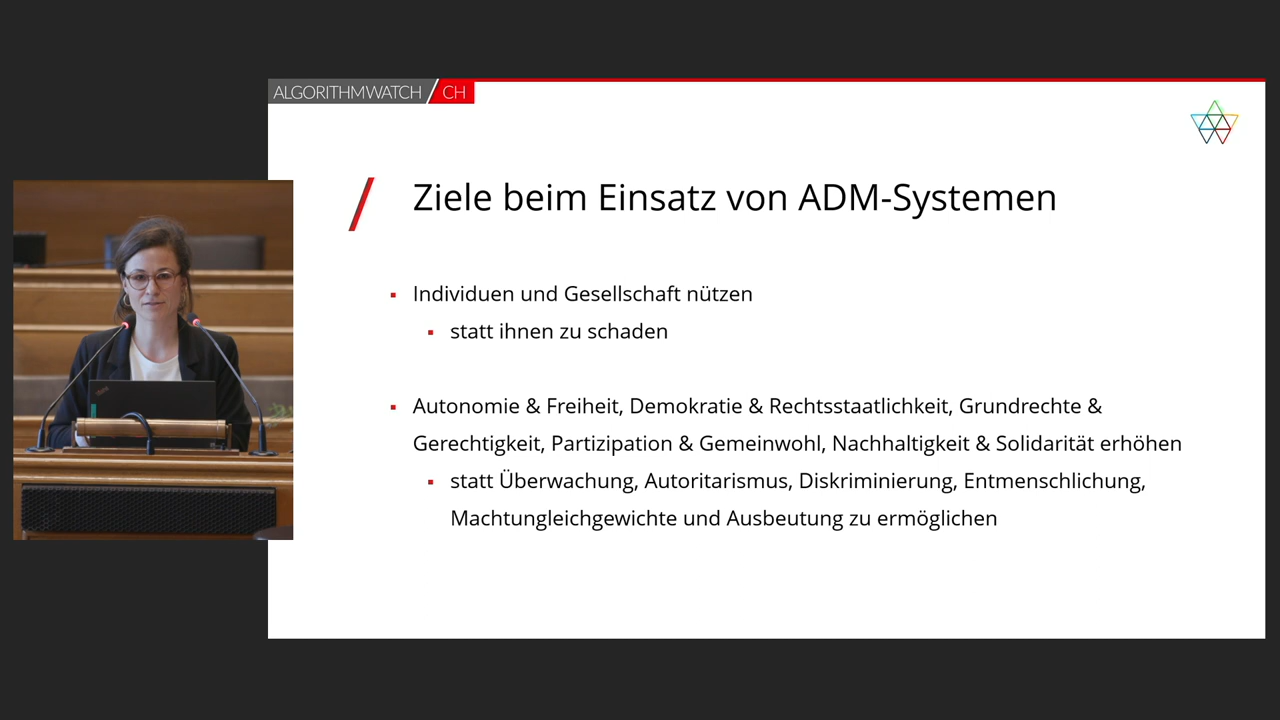 ALGORITHMWATCH / CH
Ziele beim Einsatz von ADM-Systemen
Individuen und Gesellschaft nützen
statt ihnen zu schaden
Autonomie & Freiheit, Demokratie & Rechtsstaatlichkeit, Grundrechte &
Gerechtigkeit, Partizipation & Gemeinwohl, Nachhaltigkeit & Solidarität erhöhen
statt Überwachung, Autoritarismus, Diskriminierung, Entmenschlichung,
Machtungleichgewichte und Ausbeutung zu ermöglichen